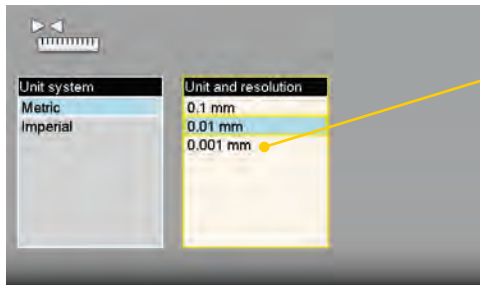 Unit system
Metric
Imperial
Unit and resolution
0.1 mm
0.01 mm
0.001 mm